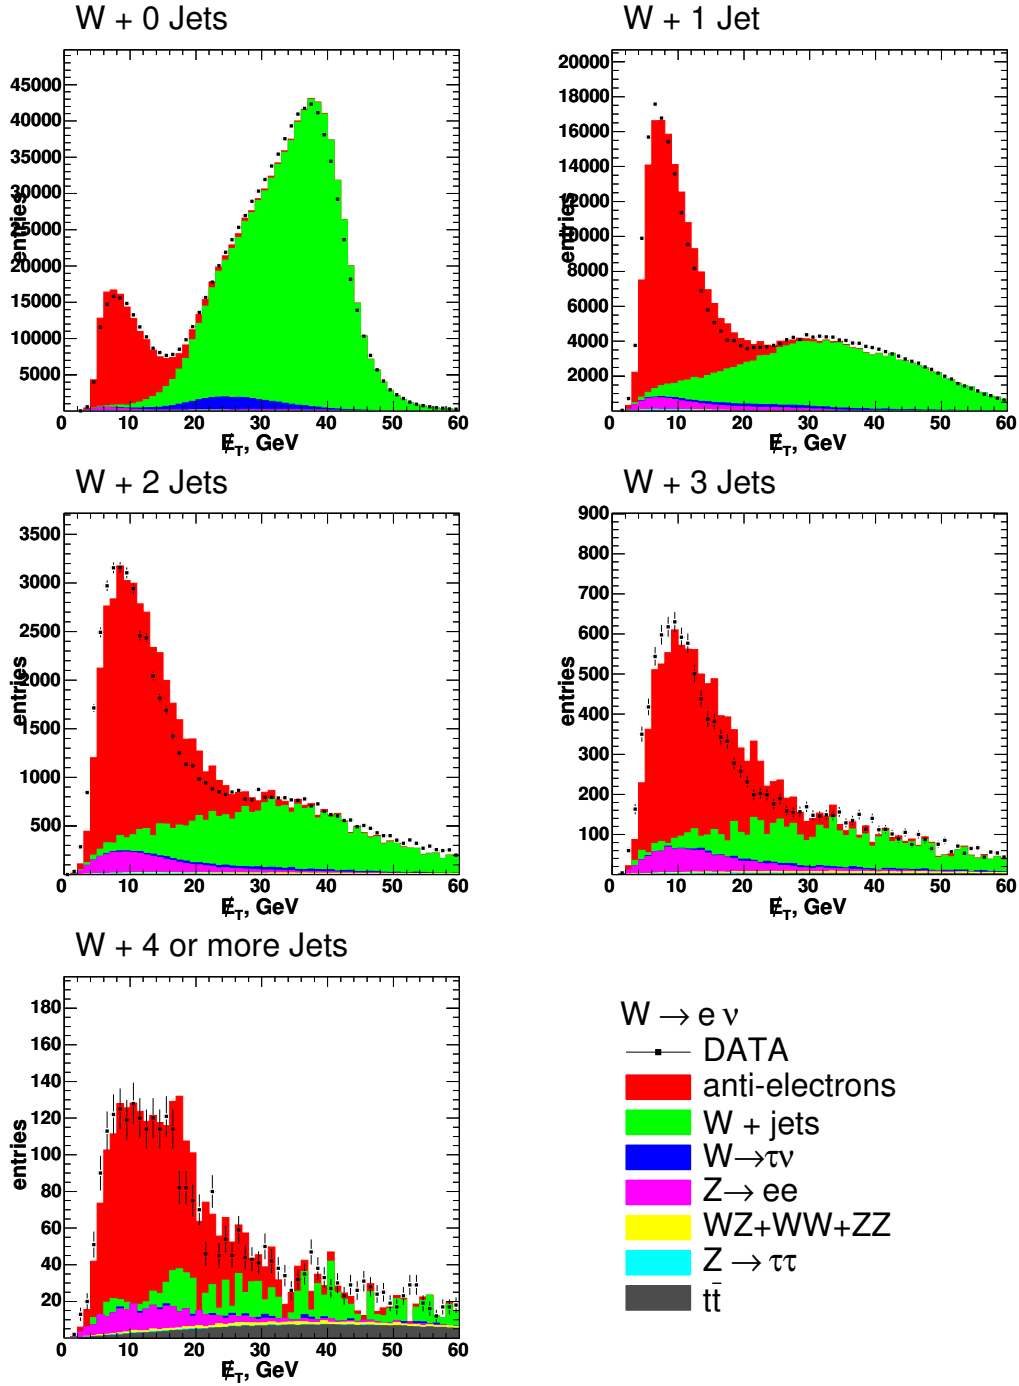 W + 0 Jets
45000
40000
35000
30000
25000
20000
15000
10000
5000
entries
0 10 20 30 40 50 60
E̸_T, GeV
W + 1 Jet
20000
18000
16000
14000
12000
10000
8000
6000
4000
2000
entries
0 10 20 30 40 50 60
E̸_T, GeV
W + 2 Jets
3500
3000
2500
2000
1500
1000
500
entries
0 10 20 30 40 50 60
E̸_T, GeV
W + 3 Jets
900
800
700
600
500
400
300
200
100
entries
0 10 20 30 40 50 60
E̸_T, GeV
W + 4 or more Jets
180
160
140
120
100
80
60
40
20
entries
0 10 20 30 40 50 60
E̸_T, GeV
W → e ν
DATA
anti-electrons
W + jets
W→τν
Z→ ee
WZ+WW+ZZ
Z → ττ
tt̄